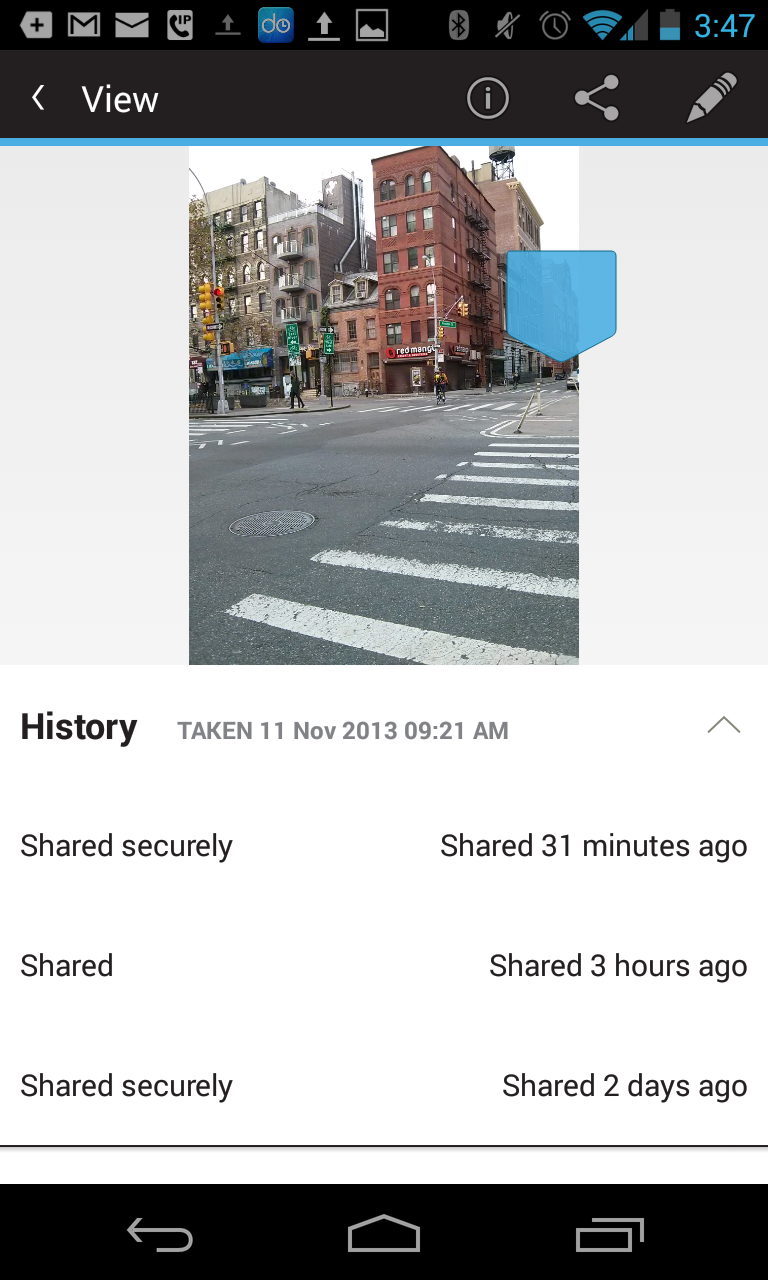 IP
do
3:47
View
red mango
History TAKEN 11 Nov 2013 09:21 AM
Shared securely Shared 31 minutes ago
Shared Shared 3 hours ago
Shared securely Shared 2 days ago